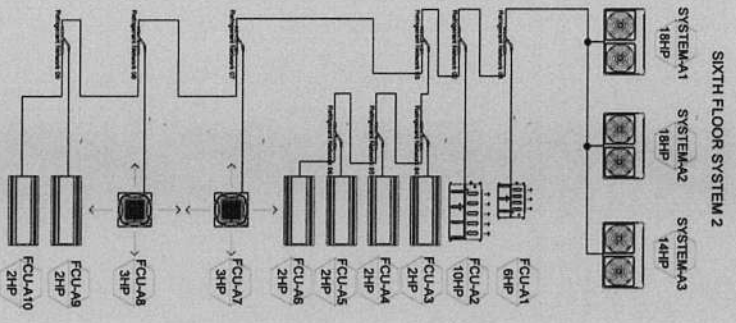 SIXTH FLOOR SYSTEM 2
SYSTEM-A1
18HP
SYSTEM-A2
18HP
SYSTEM-A3
14HP
FCU-A1
6HP
FCU-A2
10HP
FCU-A3
2HP
FCU-A4
2HP
FCU-A5
2HP
FCU-A6
2HP
FCU-A7
3HP
FCU-A8
3HP
FCU-A9
2HP
FCU-A10
2HP